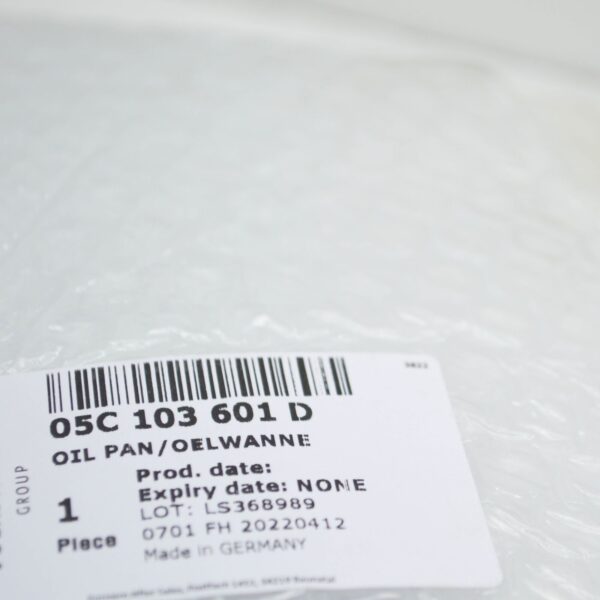 3822
05C 103 601 D
OIL PAN/OELWANNE
Prod. date:
Expiry date: NONE
1
Piece
LOT: LS368989
0701 FH 20220412
Made in GERMANY
GROUP